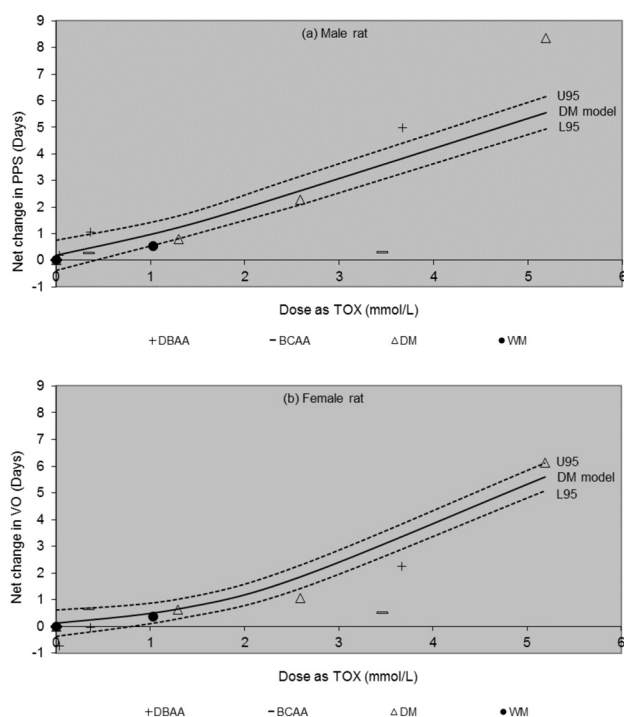 9
(a) Male rat
8
7
6
U95
DM model
5
L95
4
3
2
1
0
-1
0 1 2 3 4 5 6
Net change in PPS (Days)
Dose as TOX (mmol/L)
+DBAA −BCAA △DM ●WM
9
(b) Female rat
8
7
6
U95
DM model
5
L95
4
3
2
1
0
-1
0 1 2 3 4 5 6
Net change in VO (Days)
Dose as TOX (mmol/L)
+DBAA −BCAA △DM ●WM